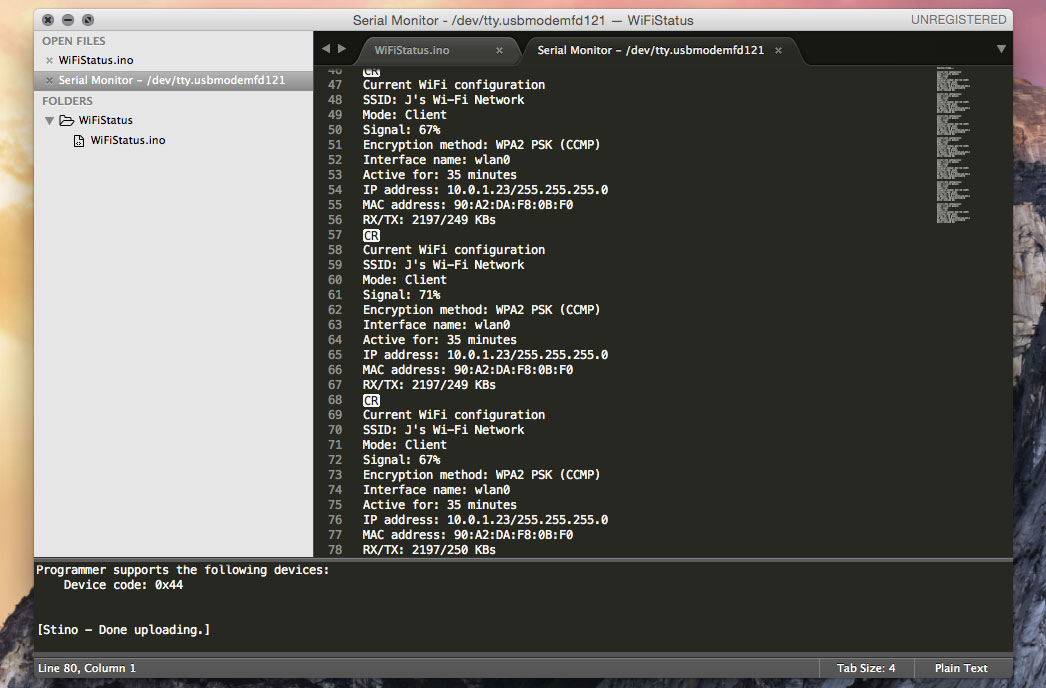 Serial Monitor - /dev/tty.usbmodemfd121 — WiFiStatus
UNREGISTERED
OPEN FILES
WiFiStatus.ino
Serial Monitor - /dev/tty.usbmodemfd121
FOLDERS
WiFiStatus
WiFiStatus.ino
WiFiStatus.ino
Serial Monitor - /dev/tty.usbmodemfd121
46 CR
47 Current WiFi configuration
48 SSID: J's Wi-Fi Network
49 Mode: Client
50 Signal: 67%
51 Encryption method: WPA2 PSK (CCMP)
52 Interface name: wlan0
53 Active for: 35 minutes
54 IP address: 10.0.1.23/255.255.255.0
55 MAC address: 90:A2:DA:F8:0B:F0
56 RX/TX: 2197/249 KBs
57 CR
58 Current WiFi configuration
59 SSID: J's Wi-Fi Network
60 Mode: Client
61 Signal: 71%
62 Encryption method: WPA2 PSK (CCMP)
63 Interface name: wlan0
64 Active for: 35 minutes
65 IP address: 10.0.1.23/255.255.255.0
66 MAC address: 90:A2:DA:F8:0B:F0
67 RX/TX: 2197/249 KBs
68 CR
69 Current WiFi configuration
70 SSID: J's Wi-Fi Network
71 Mode: Client
72 Signal: 67%
73 Encryption method: WPA2 PSK (CCMP)
74 Interface name: wlan0
75 Active for: 35 minutes
76 IP address: 10.0.1.23/255.255.255.0
77 MAC address: 90:A2:DA:F8:0B:F0
78 RX/TX: 2197/250 KBs
Programmer supports the following devices:
Device code: 0x44
[Stino - Done uploading.]
Line 80, Column 1
Tab Size: 4
Plain Text